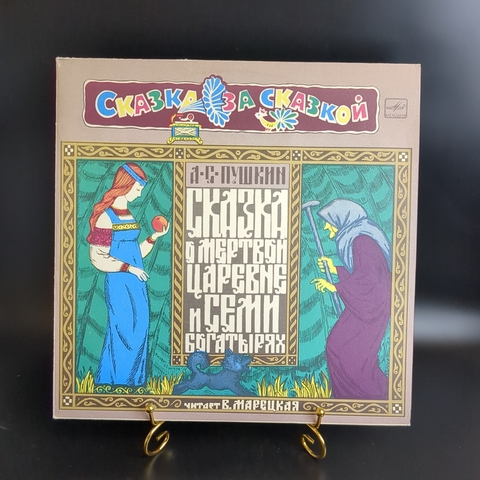 Сказка за сказкой
А·С·ПУШКИН
СКАЗКА
О МЕРТВОЙ
ЦАРЕВНЕ
И СЕМИ
БОГАТЫРЯХ
ЧИТАЕТ В. МАРЕЦКАЯ